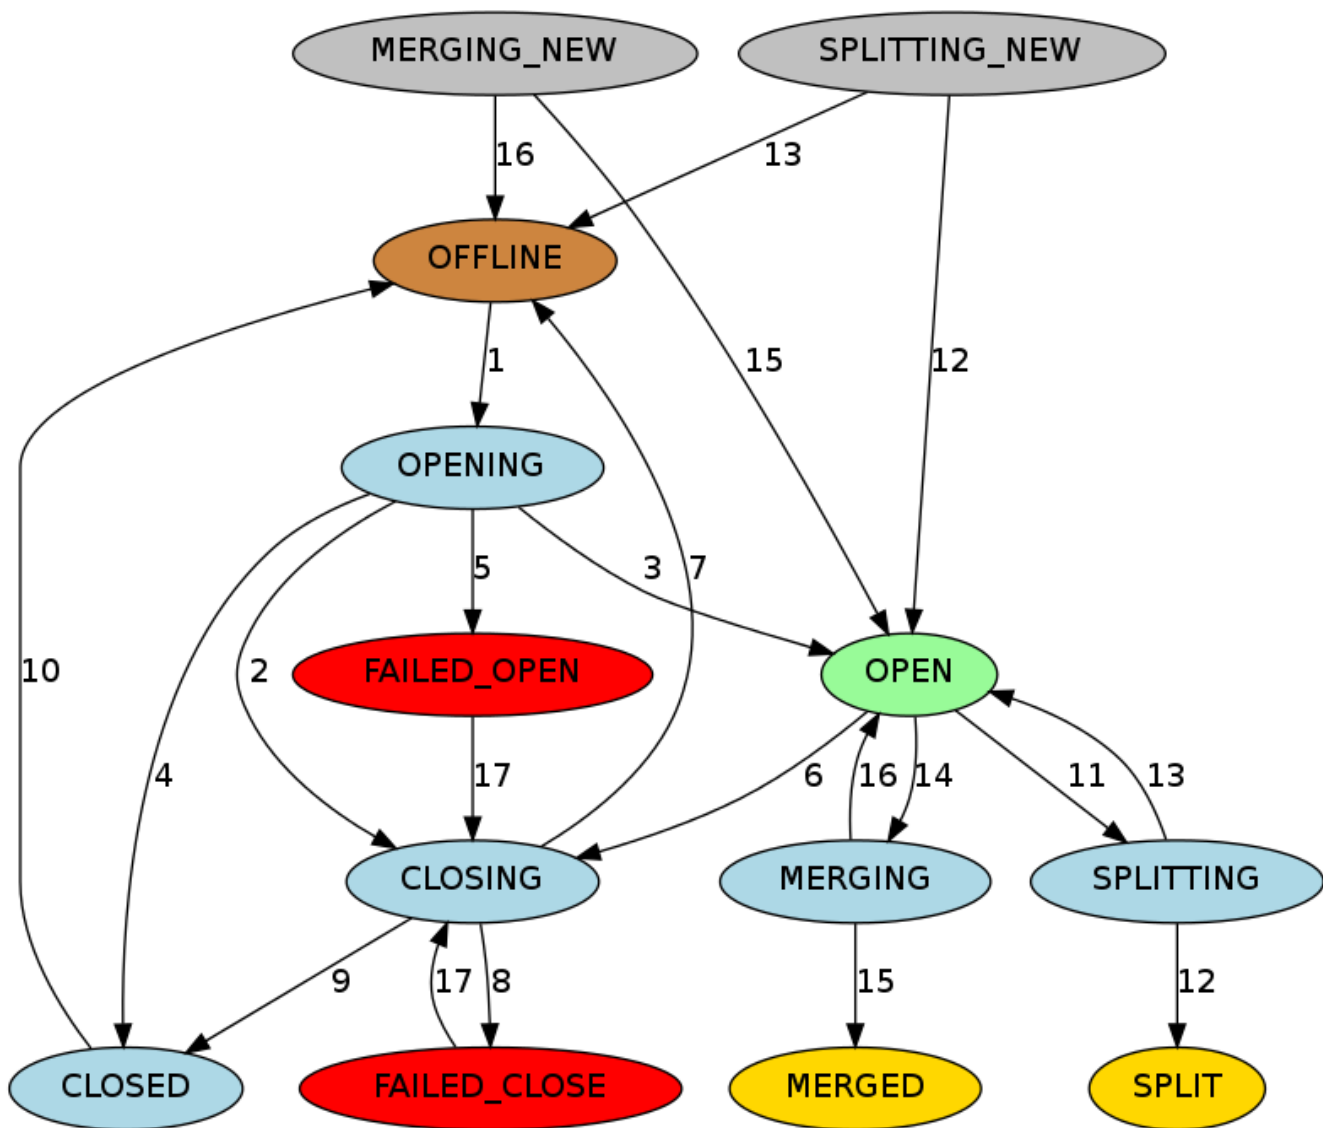 MERGING_NEW
SPLITTING_NEW
16
13
OFFLINE
1
15
12
OPENING
5
3
7
10
2
FAILED_OPEN
OPEN
4
17
6
16
14
11
13
CLOSING
MERGING
SPLITTING
9
17
8
15
12
CLOSED
FAILED_CLOSE
MERGED
SPLIT